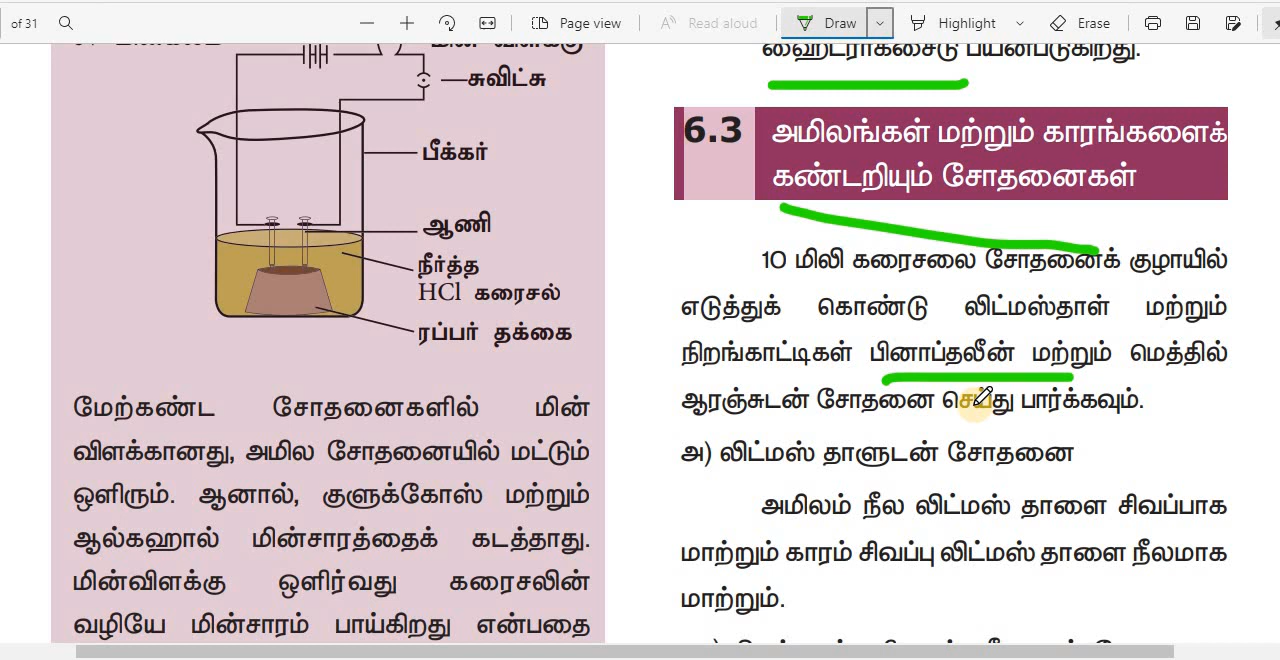 of 31
Page view
Read aloud
Draw
Highlight
Erase
சுவிட்சு
பீக்கர்
ஆணி
நீர்த்த
HCl கரைசல்
ரப்பர் தக்கை
மேற்கண்ட சோதனைகளில் மின்
விளக்கானது, அமில சோதனையில் மட்டும்
ஒளிரும். ஆனால், குளுக்கோஸ் மற்றும்
ஆல்கஹால் மின்சாரத்தைக் கடத்தாது.
மின்விளக்கு ஒளிர்வது கரைசலின்
வழியே மின்சாரம் பாய்கிறது என்பதை
ஹைட்ராக்சைடு பயன்படுகிறது.
6.3 அமிலங்கள் மற்றும் காரங்களைக்
கண்டறியும் சோதனைகள்
10 மிலி கரைசலை சோதனைக் குழாயில்
எடுத்துக் கொண்டு லிட்மஸ்தாள் மற்றும்
நிறங்காட்டிகள் பினாப்தலீன் மற்றும் மெத்தில்
ஆரஞ்சுடன் சோதனை செய்து பார்க்கவும்.
அ) லிட்மஸ் தாளுடன் சோதனை
அமிலம் நீல லிட்மஸ் தாளை சிவப்பாக
மாற்றும் காரம் சிவப்பு லிட்மஸ் தாளை நீலமாக
மாற்றும்.